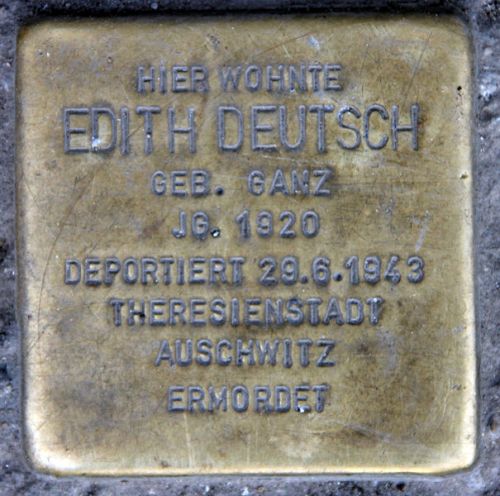 HIER WOHNTE
EDITH DEUTSCH
GEB. GANZ
JG. 1920
DEPORTIERT 29.6.1943
THERESIENSTADT
AUSCHWITZ
ERMORDET